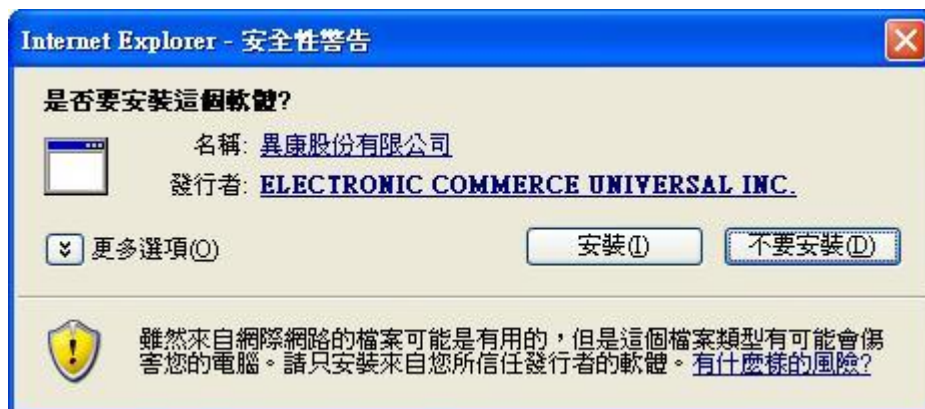 Internet Explorer - 安全性警告
是否要安裝這個軟體?
名稱: 異康股份有限公司
發行者: ELECTRONIC COMMERCE UNIVERSAL INC.
更多選項(O)
安裝(I)
不要安裝(D)
雖然來自網際網路的檔案可能是有用的，但是這個檔案類型有可能會傷
害您的電腦。請只安裝來自您所信任發行者的軟體。有什麼樣的風險?